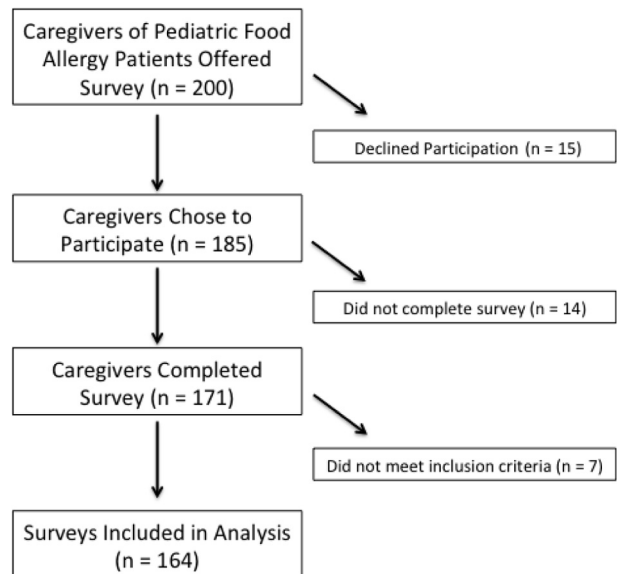 Caregivers of Pediatric Food
Allergy Patients Offered
Survey (n = 200)
Declined Participation (n = 15)
Caregivers Chose to
Participate (n = 185)
Did not complete survey (n = 14)
Caregivers Completed
Survey (n = 171)
Did not meet inclusion criteria (n = 7)
Surveys Included in Analysis
(n = 164)